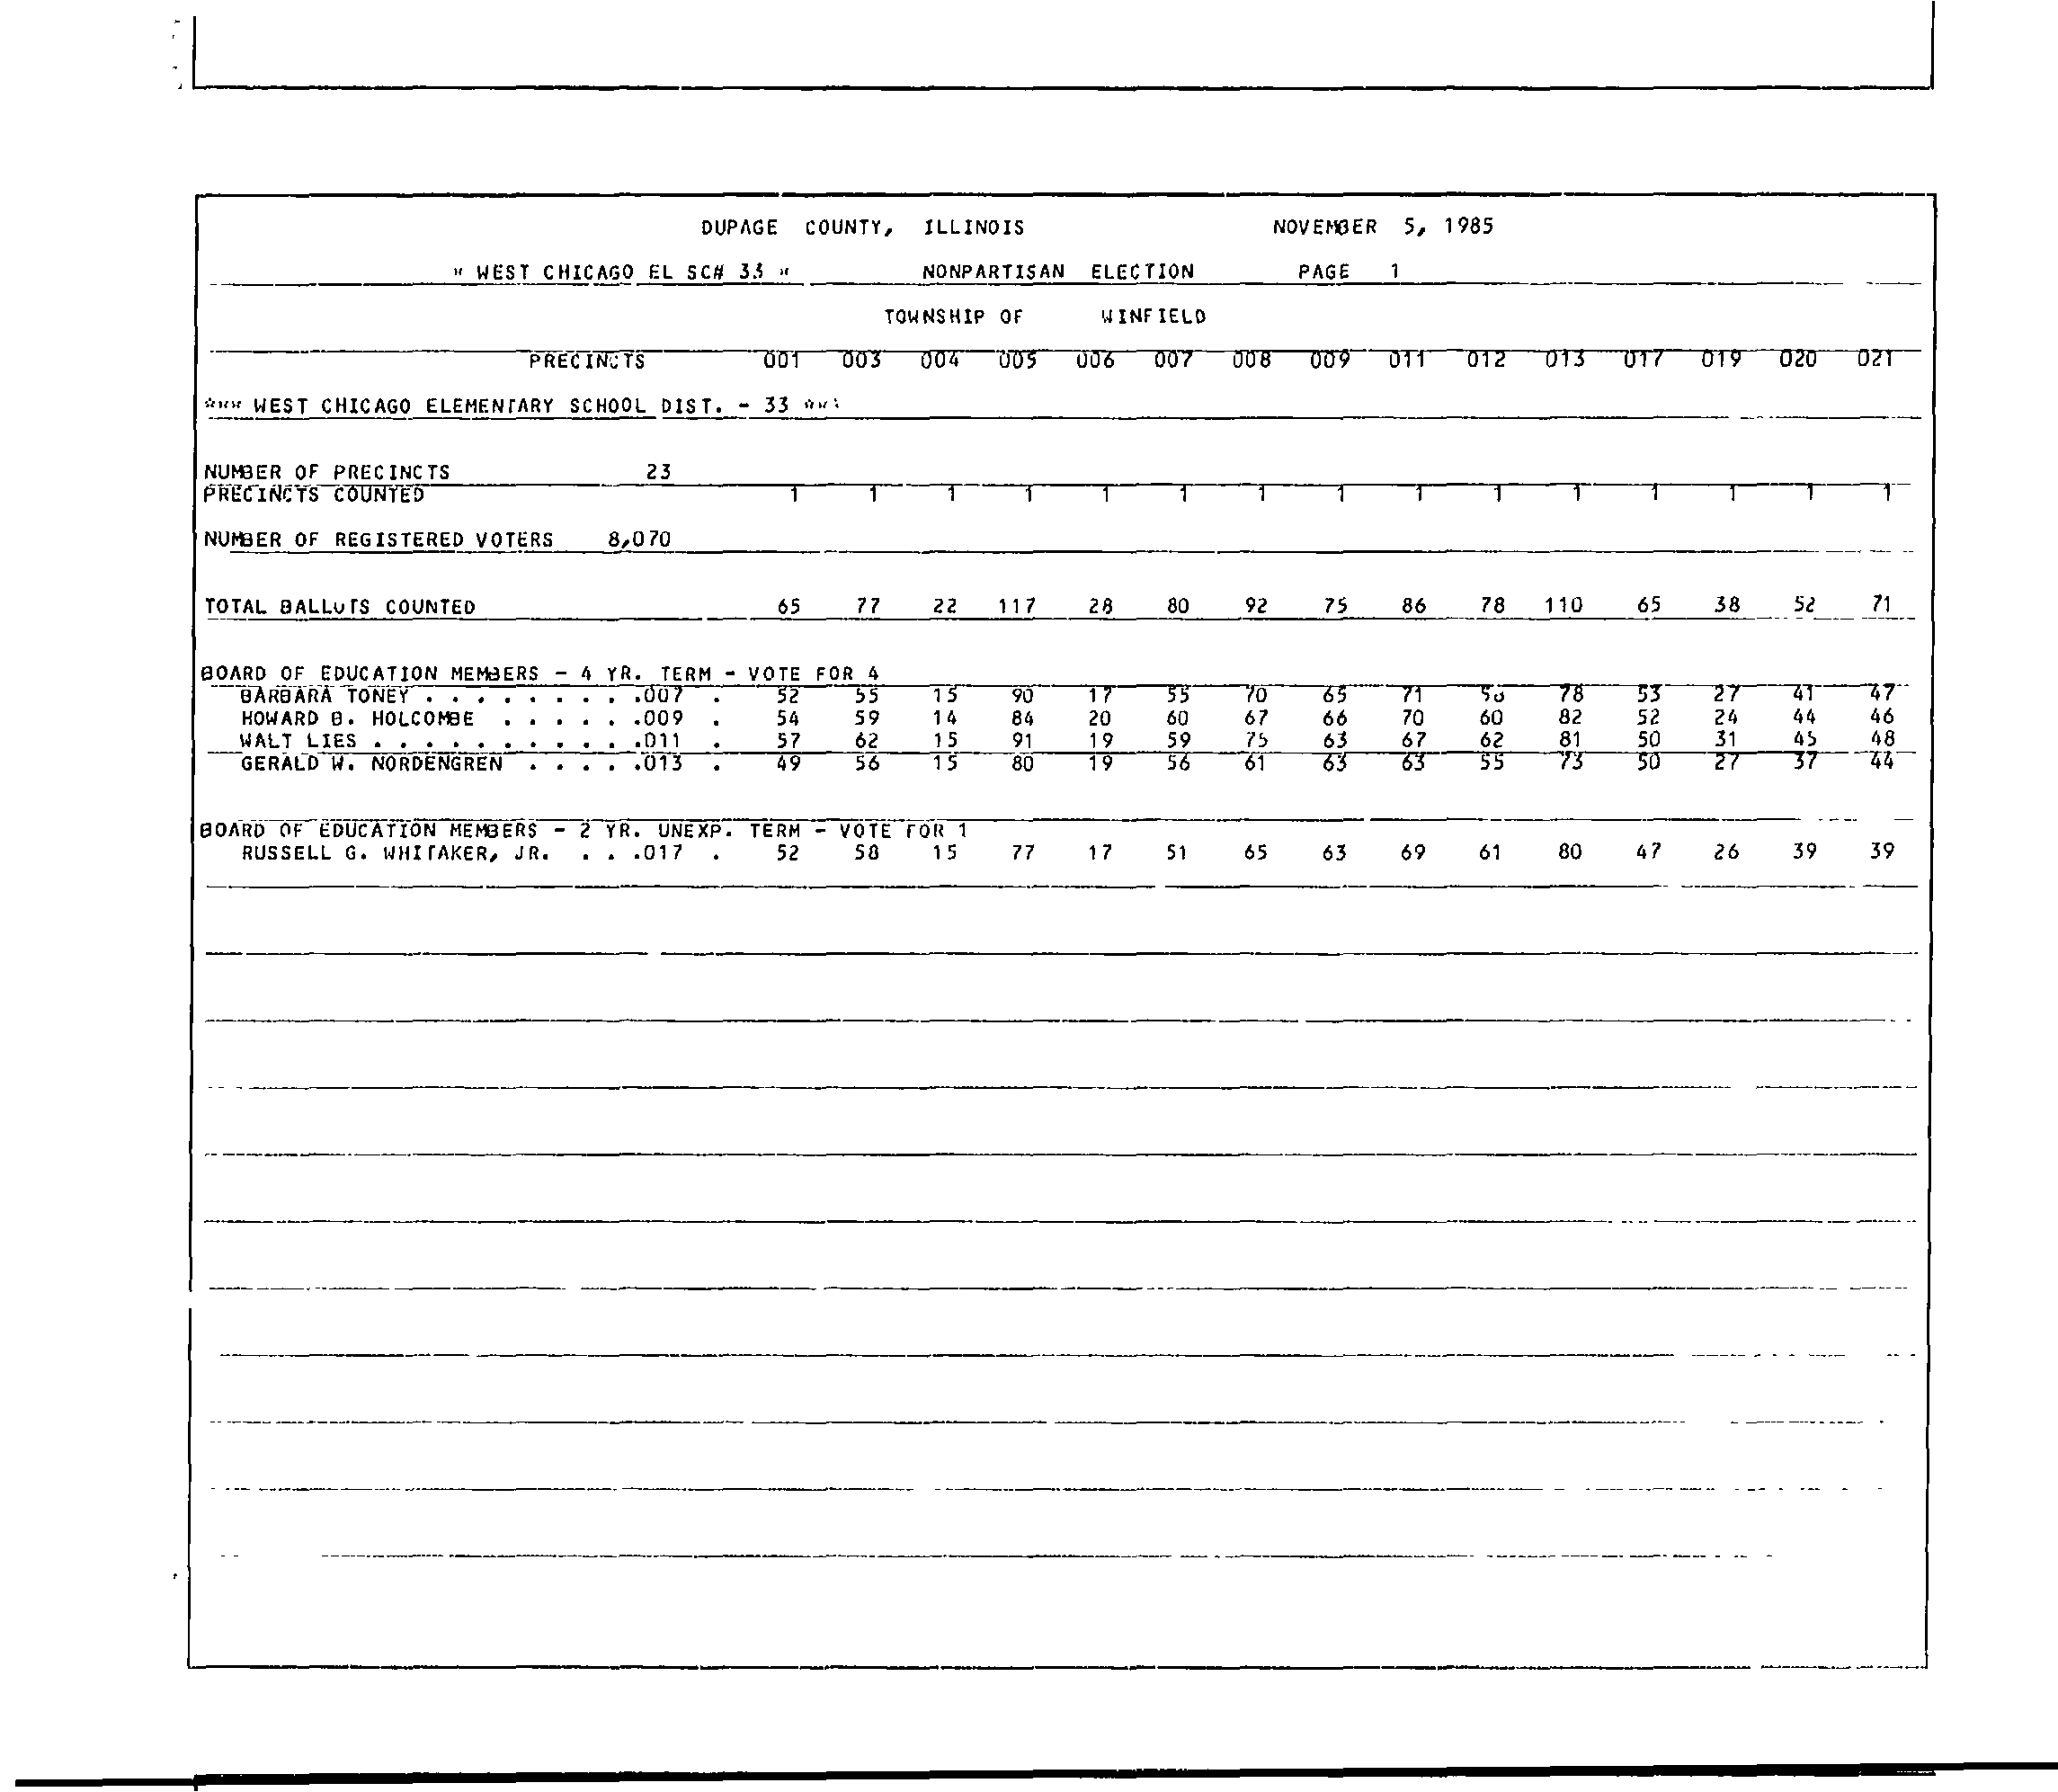 DUPAGE COUNTY, ILLINOIS NOVEMBER 5, 1985
" WEST CHICAGO EL SC# 33 " NONPARTISAN ELECTION PAGE 1
TOWNSHIP OF WINFIELD
PRECINCTS 001 003 004 005 006 007 008 009 011 012 013 017 019 020 021
*** WEST CHICAGO ELEMENTARY SCHOOL DIST. - 33 ***
NUMBER OF PRECINCTS 23
PRECINCTS COUNTED 1 1 1 1 1 1 1 1 1 1 1 1 1 1 1
NUMBER OF REGISTERED VOTERS 8,070
TOTAL BALLOTS COUNTED 65 77 22 117 28 80 92 75 86 78 110 65 38 52 71
BOARD OF EDUCATION MEMBERS - 4 YR. TERM - VOTE FOR 4
BARBARA TONEY . . . . . . . . .007 . 52 55 15 90 17 55 70 65 71 78 53 27 41 47
HOWARD B. HOLCOMBE . . . . . .009 . 54 59 14 84 20 60 67 66 70 60 82 52 24 44 46
WALT LIES . . . . . . . . . . .011 . 57 62 15 91 19 59 75 63 67 62 81 50 31 45 48
GERALD W. NORDENGREN . . . . .013 . 49 56 15 80 19 56 61 63 63 55 73 50 27 37 44
BOARD OF EDUCATION MEMBERS - 2 YR. UNEXP. TERM - VOTE FOR 1
RUSSELL G. WHITAKER, JR. . . .017 . 52 58 15 77 17 51 65 63 69 61 80 47 26 39 39